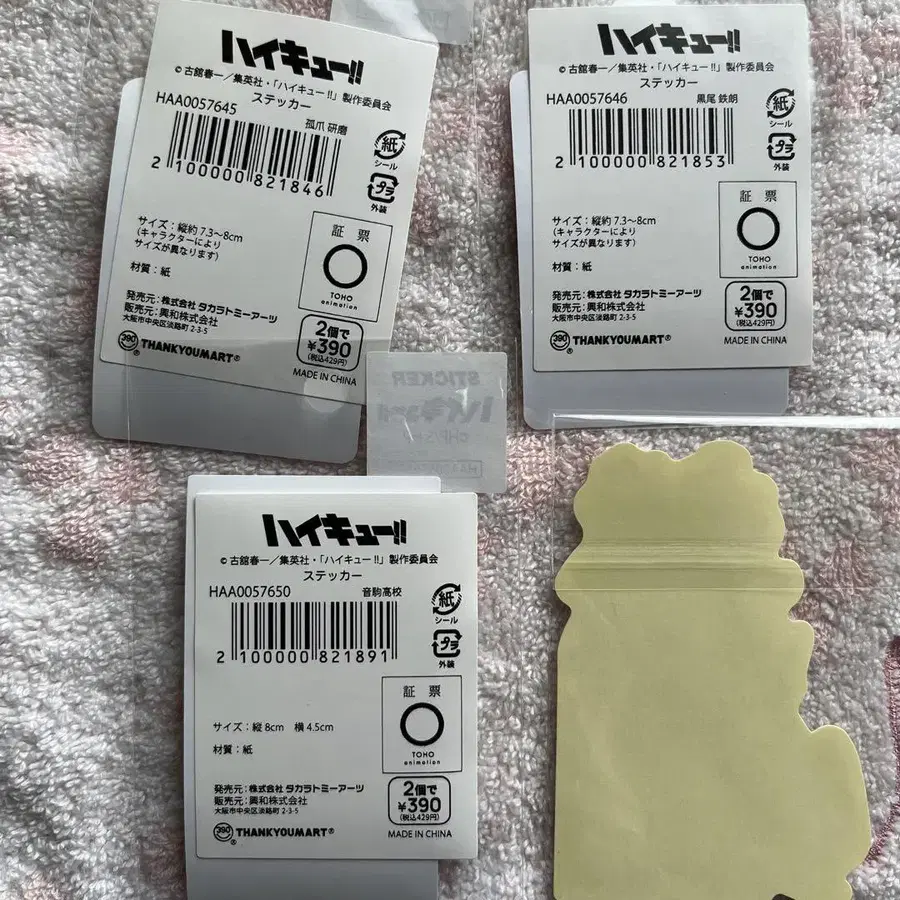 ハイキュー!!
© 古舘春一／集英社・「ハイキュー!!」製作委員会
ステッカー
HAA0057645
孤爪 研磨
2 100000 821846
紙
シール
プラ
外装
サイズ：縦約 7.3～8cm
(キャラクターにより
サイズが異なります)
材質：紙
証 票
TOHO
animation
発売元：株式会社 タカラトミーアーツ
販売元：興和株式会社
大阪市中央区淡路町 2-3-5
2個で
¥390
(税込429円)
390 THANKYOUMART®
MADE IN CHINA
ハイキュー!!
© 古舘春一／集英社・「ハイキュー!!」製作委員会
ステッカー
HAA0057646
黒尾 鉄朗
2 100000 821853
紙
シール
プラ
外装
サイズ：縦約 7.3～8cm
(キャラクターにより
サイズが異なります)
材質：紙
証 票
TOHO
animation
発売元：株式会社 タカラトミーアーツ
販売元：興和株式会社
大阪市中央区淡路町 2-3-5
2個で
¥390
(税込429円)
390 THANKYOUMART®
MADE IN CHINA
STICKER
ハイキュー!!
ハイキュー!!
© 古舘春一／集英社・「ハイキュー!!」製作委員会
ステッカー
HAA0057650
音駒高校
2 100000 821891
紙
シール
プラ
外装
サイズ：縦 8cm 横 4.5cm
材質：紙
証 票
TOHO
animation
発売元：株式会社 タカラトミーアーツ
販売元：興和株式会社
大阪市中央区淡路町 2-3-5
2個で
¥390
(税込429円)
390 THANKYOUMART®
MADE IN CHINA